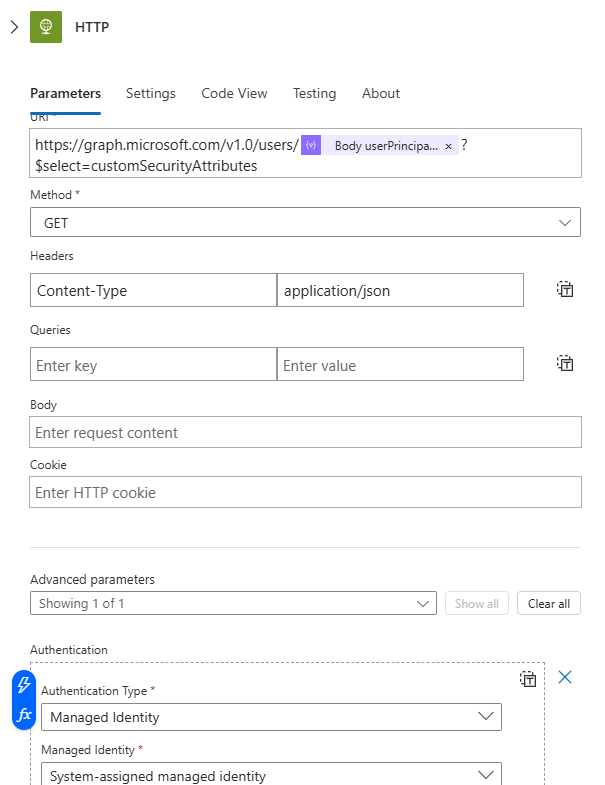 HTTP
Parameters Settings Code View Testing About
URI *
https://graph.microsoft.com/v1.0/users/ {v} Body userPrincipa... × ?
$select=customSecurityAttributes
Method *
GET
Headers
Content-Type application/json
Queries
Enter key Enter value
Body
Enter request content
Cookie
Enter HTTP cookie
Advanced parameters
Showing 1 of 1 Show all Clear all
Authentication
Authentication Type *
Managed Identity
fx
Managed Identity *
System-assigned managed identity